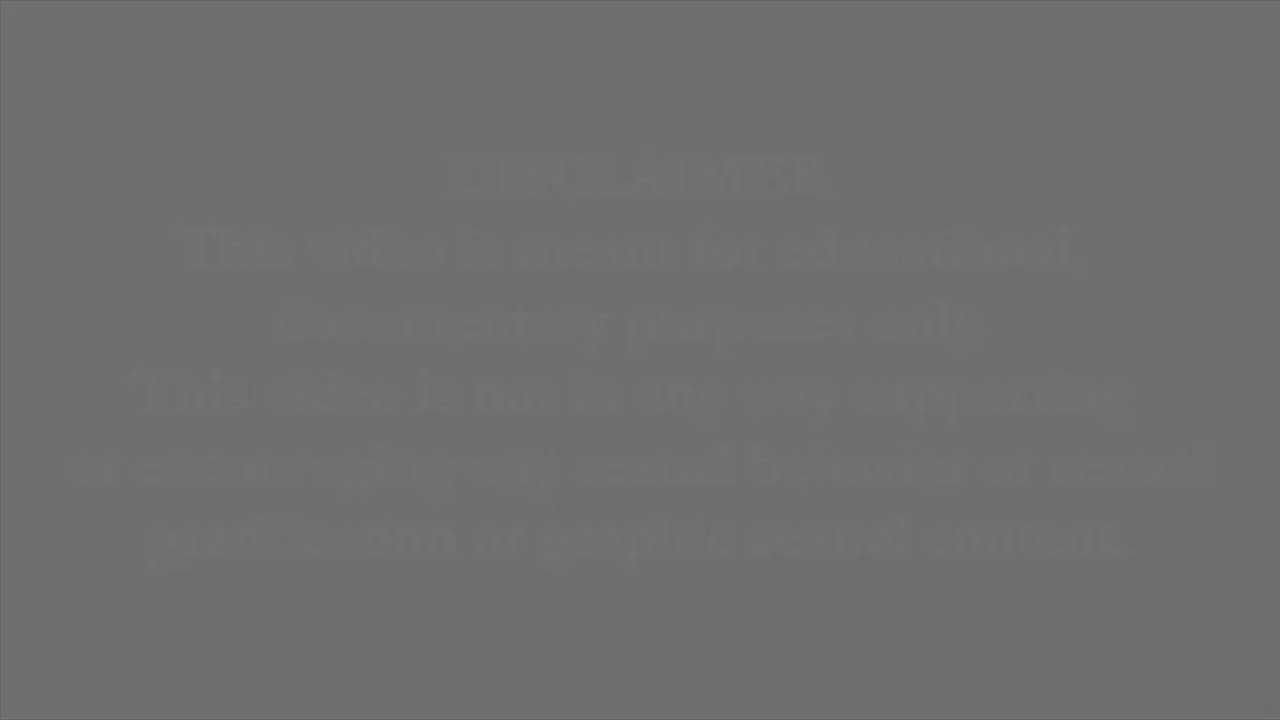 DISCLAIMER
This video is meant for educational,
documentary purposes only.
This video is not in any way supporting
or encouraging any sexual behavior or sexual
gratification or graphic sexual content.